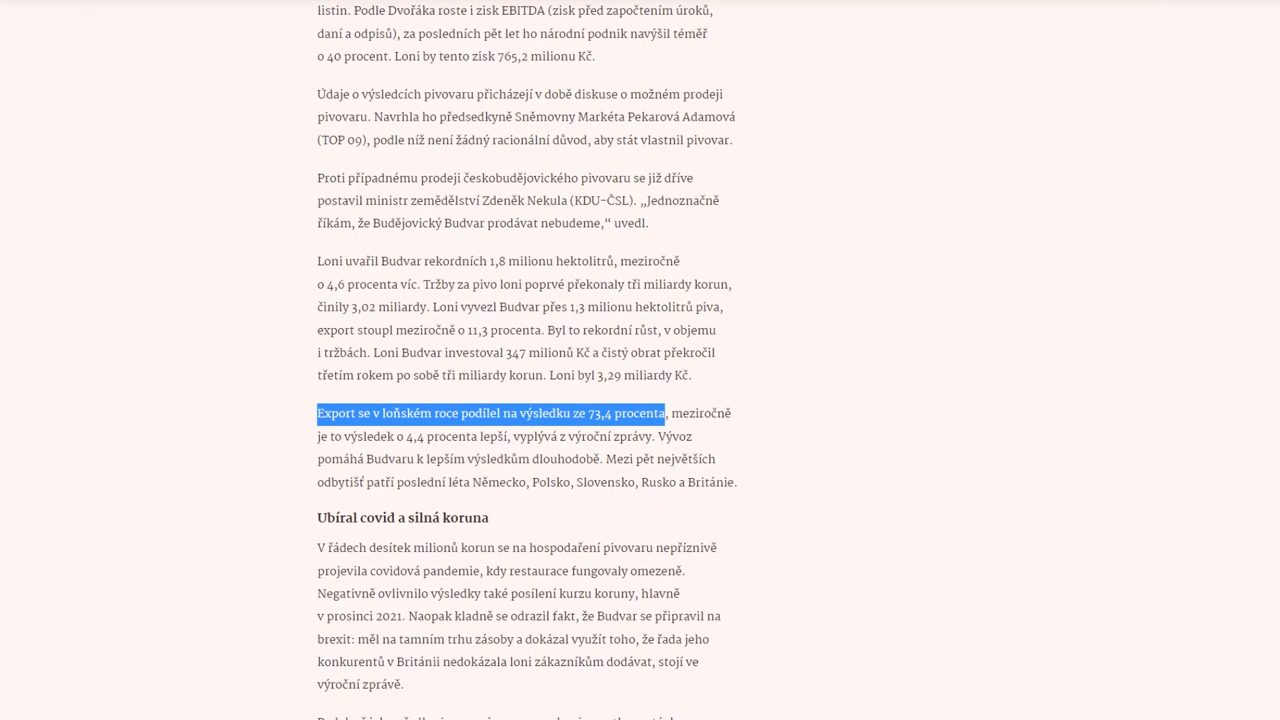 listin. Podle Dvořáka roste i zisk EBITDA (zisk před započtením úroků,
daní a odpisů), za posledních pět let ho národní podnik navýšil téměř
o 40 procent. Loni by tento zisk 765,2 milionu Kč.
Údaje o výsledcích pivovaru přicházejí v době diskuse o možném prodeji
pivovaru. Navrhla ho předsedkyně Sněmovny Markéta Pekarová Adamová
(TOP 09), podle níž není žádný racionální důvod, aby stát vlastnil pivovar.
Proti případnému prodeji českobudějovického pivovaru se již dříve
postavil ministr zemědělství Zdeněk Nekula (KDU-ČSL). „Jednoznačně
říkám, že Budějovický Budvar prodávat nebudeme,“ uvedl.
Loni uvařil Budvar rekordních 1,8 milionu hektolitrů, meziročně
o 4,6 procenta víc. Tržby za pivo loni poprvé překonaly tři miliardy korun,
činily 3,02 miliardy. Loni vyvezl Budvar přes 1,3 milionu hektolitrů piva,
export stoupl meziročně o 11,3 procenta. Byl to rekordní růst, v objemu
i tržbách. Loni Budvar investoval 347 milionů Kč a čistý obrat překročil
třetím rokem po sobě tři miliardy korun. Loni byl 3,29 miliardy Kč.
Export se v loňském roce podílel na výsledku ze 73,4 procenta, meziročně
je to výsledek o 4,4 procenta lepší, vyplývá z výroční zprávy. Vývoz
pomáhá Budvaru k lepším výsledkům dlouhodobě. Mezi pět největších
odbytišť patří poslední léta Německo, Polsko, Slovensko, Rusko a Británie.
Ubíral covid a silná koruna
V řádech desítek milionů korun se na hospodaření pivovaru nepříznivě
projevila covidová pandemie, kdy restaurace fungovaly omezeně.
Negativně ovlivnilo výsledky také posílení kurzu koruny, hlavně
v prosinci 2021. Naopak kladně se odrazil fakt, že Budvar se připravil na
brexit: měl na tamním trhu zásoby a dokázal využít toho, že řada jeho
konkurentů v Británii nedokázala loni zákazníkům dodávat, stojí ve
výroční zprávě.